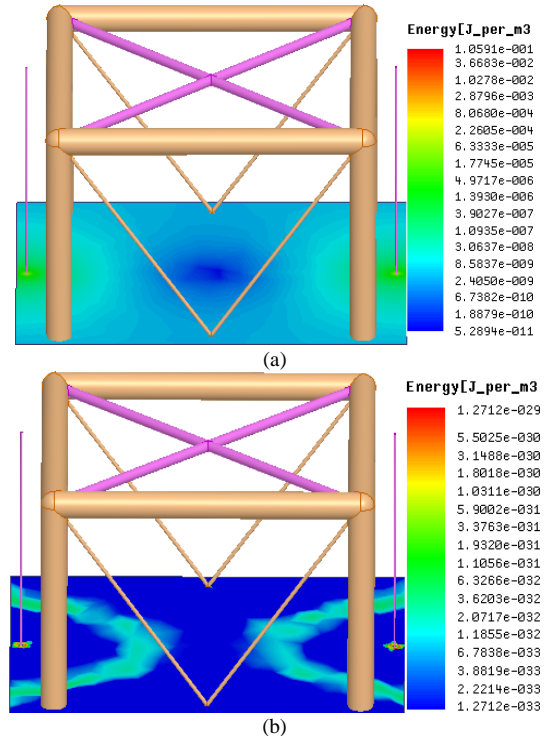 Energy[J_per_m3
1.0591e-001
3.6683e-002
1.0278e-002
2.8796e-003
8.0680e-004
2.2605e-004
6.3333e-005
1.7745e-005
4.9717e-006
1.3930e-006
3.9027e-007
1.0935e-007
3.0637e-008
8.5837e-009
2.4050e-009
6.7382e-010
1.8879e-010
5.2894e-011
(a)
Energy[J_per_m3
1.2712e-029
5.5025e-030
3.1488e-030
1.8018e-030
1.0311e-030
5.9002e-031
3.3763e-031
1.9320e-031
1.1056e-031
6.3266e-032
3.6203e-032
2.0717e-032
1.1855e-032
6.7838e-033
3.8819e-033
2.2214e-033
1.2712e-033
(b)